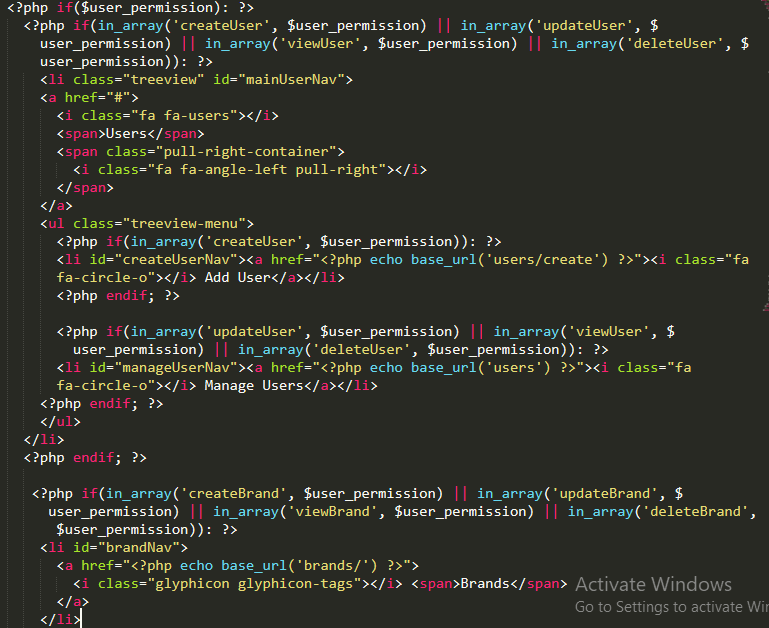 <?php if($user_permission): ?>
<?php if(in_array('createUser', $user_permission) || in_array('updateUser', $
user_permission) || in_array('viewUser', $user_permission) || in_array('deleteUser', $
user_permission)): ?>
<li class="treeview" id="mainUserNav">
<a href="#">
<i class="fa fa-users"></i>
<span>Users</span>
<span class="pull-right-container">
<i class="fa fa-angle-left pull-right"></i>
</span>
</a>
<ul class="treeview-menu">
<?php if(in_array('createUser', $user_permission)): ?>
<li id="createUserNav"><a href="<?php echo base_url('users/create') ?>"><i class="fa
fa-circle-o"></i> Add User</a></li>
<?php endif; ?>
<?php if(in_array('updateUser', $user_permission) || in_array('viewUser', $
user_permission) || in_array('deleteUser', $user_permission)): ?>
<li id="manageUserNav"><a href="<?php echo base_url('users') ?>"><i class="fa
fa-circle-o"></i> Manage Users</a></li>
<?php endif; ?>
</ul>
</li>
<?php endif; ?>
<?php if(in_array('createBrand', $user_permission) || in_array('updateBrand', $
user_permission) || in_array('viewBrand', $user_permission) || in_array('deleteBrand',
$user_permission)): ?>
<li id="brandNav">
<a href="<?php echo base_url('brands/') ?>">
<i class="glyphicon glyphicon-tags"></i> <span>Brands</span>
</a>
</li>
Activate Windows
Go to Settings to activate Win